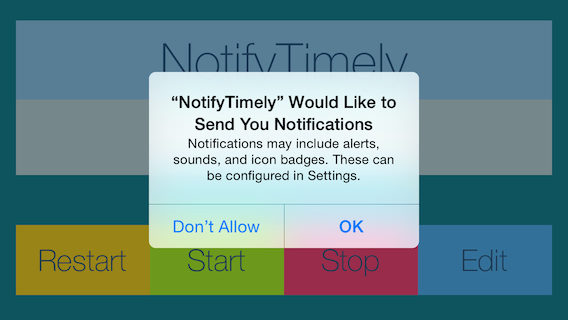 NotifyTimely
“NotifyTimely” Would Like to
Send You Notifications
Notifications may include alerts,
sounds, and icon badges. These can
be configured in Settings.
Don’t Allow
OK
Restart
Start
Stop
Edit